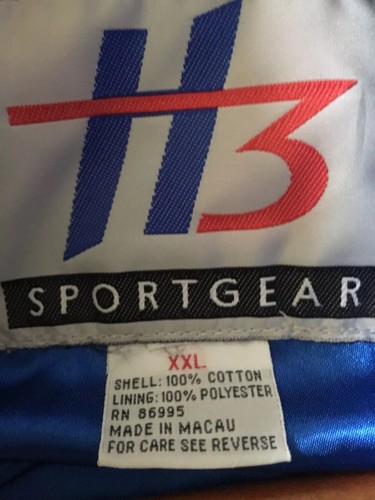 H3
SPORTGEAR
XXL
SHELL: 100% COTTON
LINING: 100% POLYESTER
RN 86995
MADE IN MACAU
FOR CARE SEE REVERSE